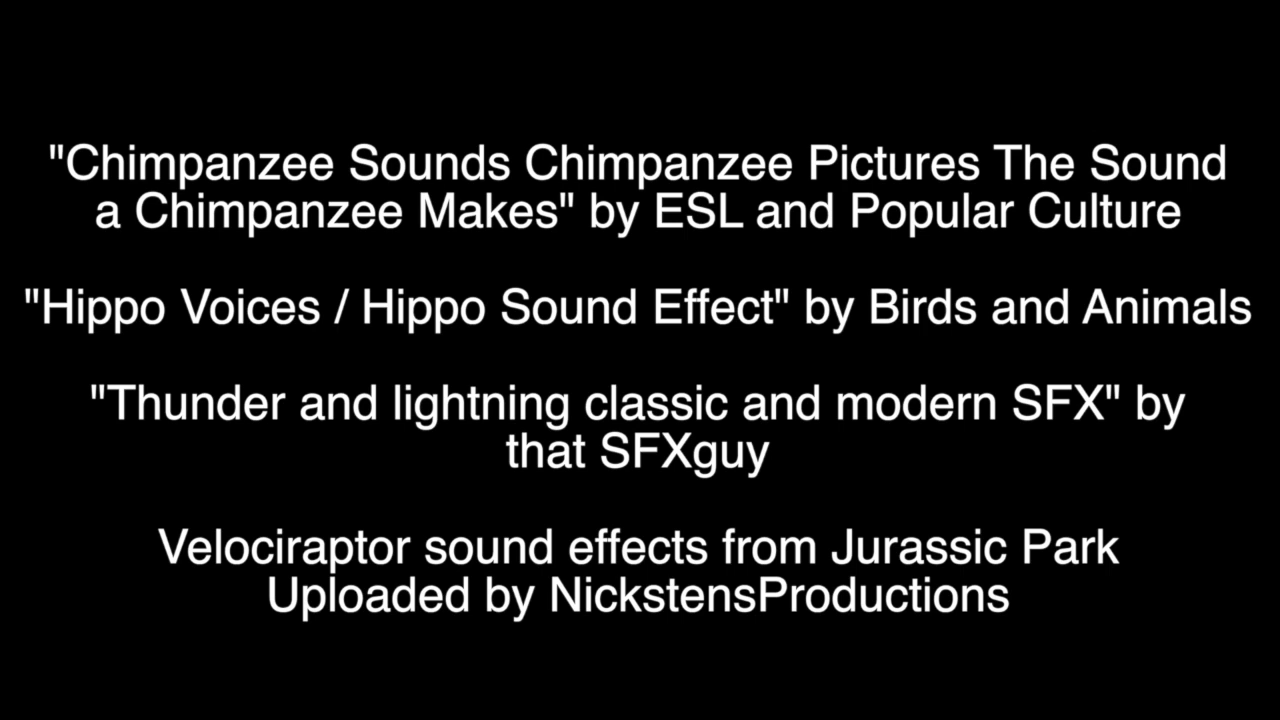 "Chimpanzee Sounds Chimpanzee Pictures The Sound
a Chimpanzee Makes" by ESL and Popular Culture
"Hippo Voices / Hippo Sound Effect" by Birds and Animals
"Thunder and lightning classic and modern SFX" by
that SFXguy
Velociraptor sound effects from Jurassic Park
Uploaded by NickstensProductions